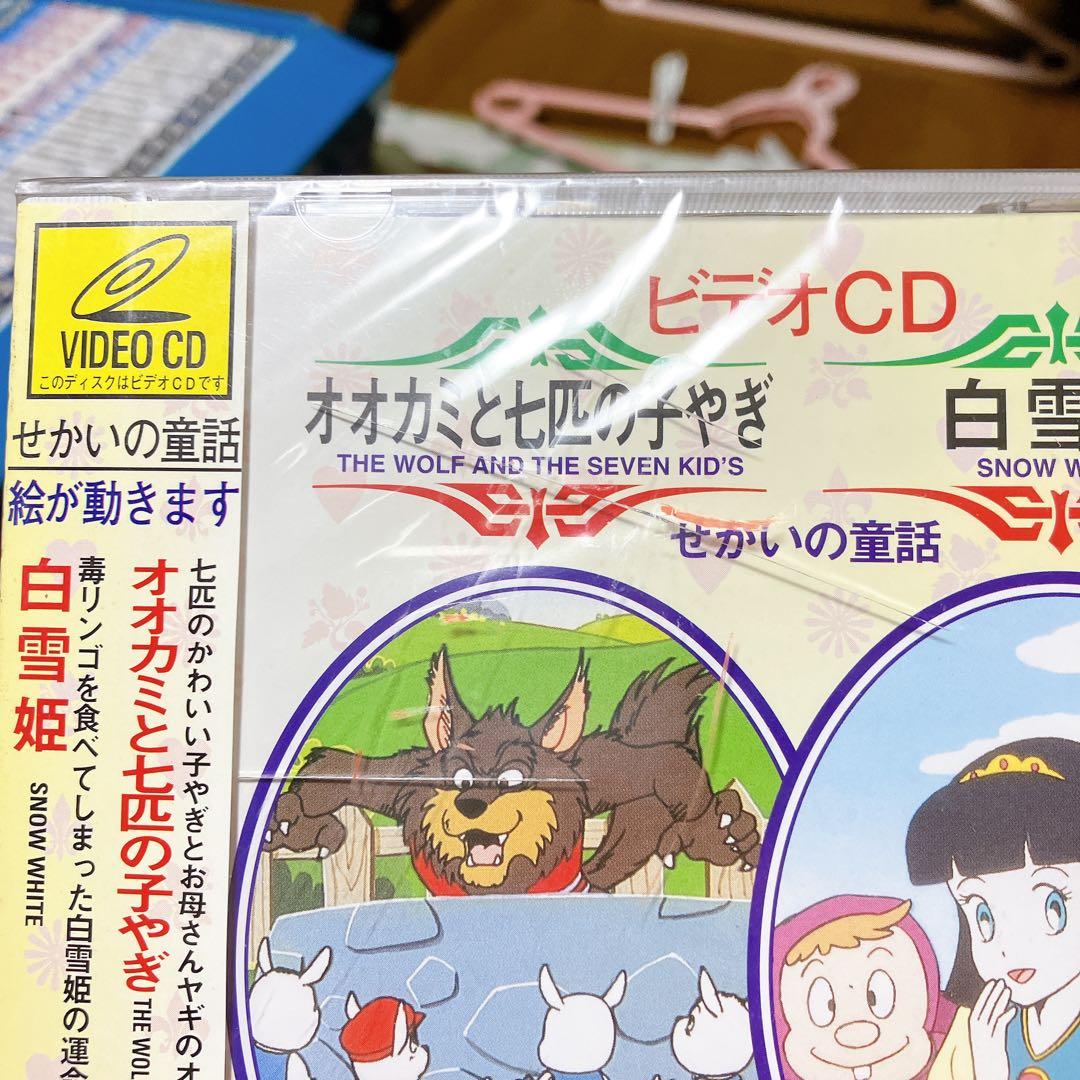 VIDEO CD
このディスクはビデオCDです
せかいの童話
絵が動きます
七匹のかわいい子やぎとお母さんヤギのオ
オオカミと七匹の子やぎ THE WOL
毒リンゴを食べてしまった白雪姫の運命
白雪姫 SNOW WHITE
ビデオCD
オオカミと七匹の子やぎ
THE WOLF AND THE SEVEN KID'S
白雪
SNOW W
せかいの童話